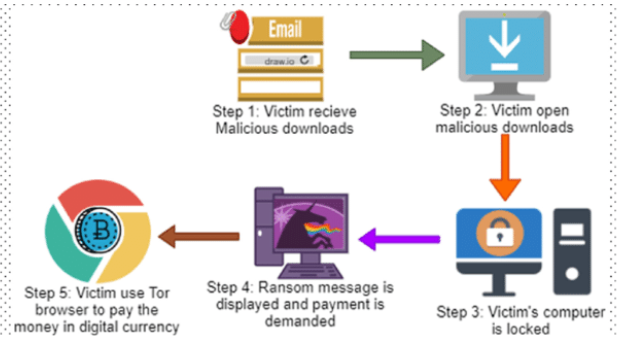 Email
draw.io
Step 1: Victim recieve
Malicious downloads
Step 2: Victim open
malicious downloads
Step 3: Victim's computer
is locked
Step 4: Ransom message is
displayed and payment is
demanded
Step 5: Victim use Tor
browser to pay the
money in digital currency